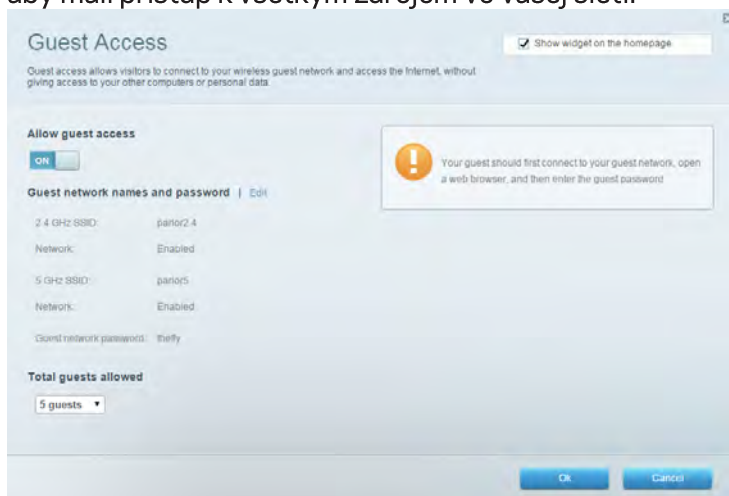 aby mali prístup k všetkým zdrojom vo vašej sieti.
Guest Access
Show widget on the homepage
Guest access allows visitors to connect to your wireless guest network and access the Internet, without
giving access to your other computers or personal data.
Allow guest access
ON
Your guest should first connect to your guest network, open
a web browser, and then enter the guest password
Guest network names and password | Edit
2.4 GHz SSID: parior2.4
Network: Enabled
5 GHz SSID: parior5
Network: Enabled
Guest network password: thefly
Total guests allowed
5 guests
Ok Cancel